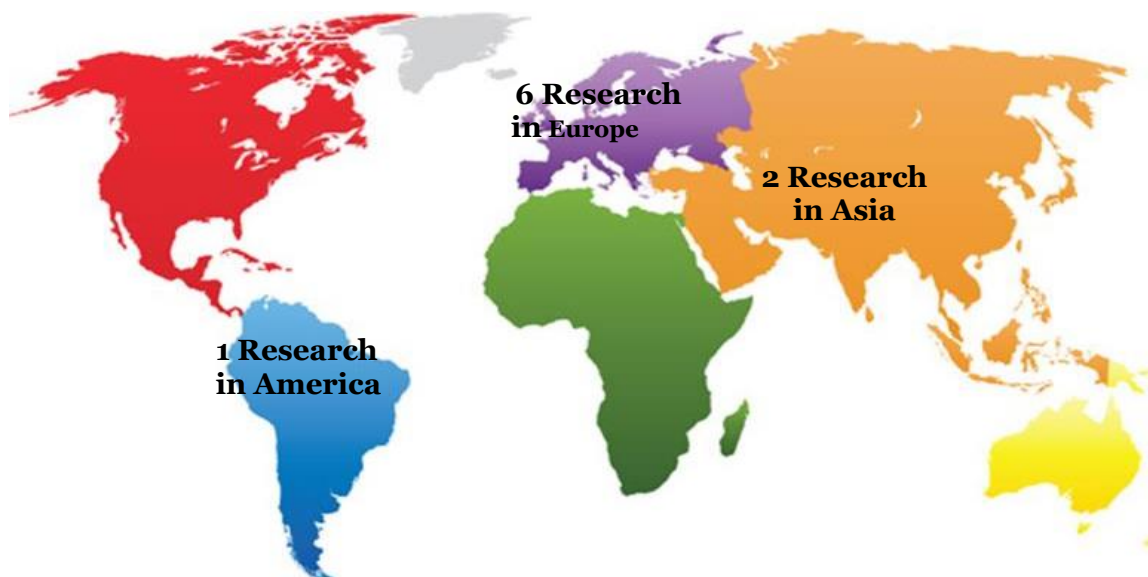 6 Research
in Europe
2 Research
in Asia
1 Research
in America